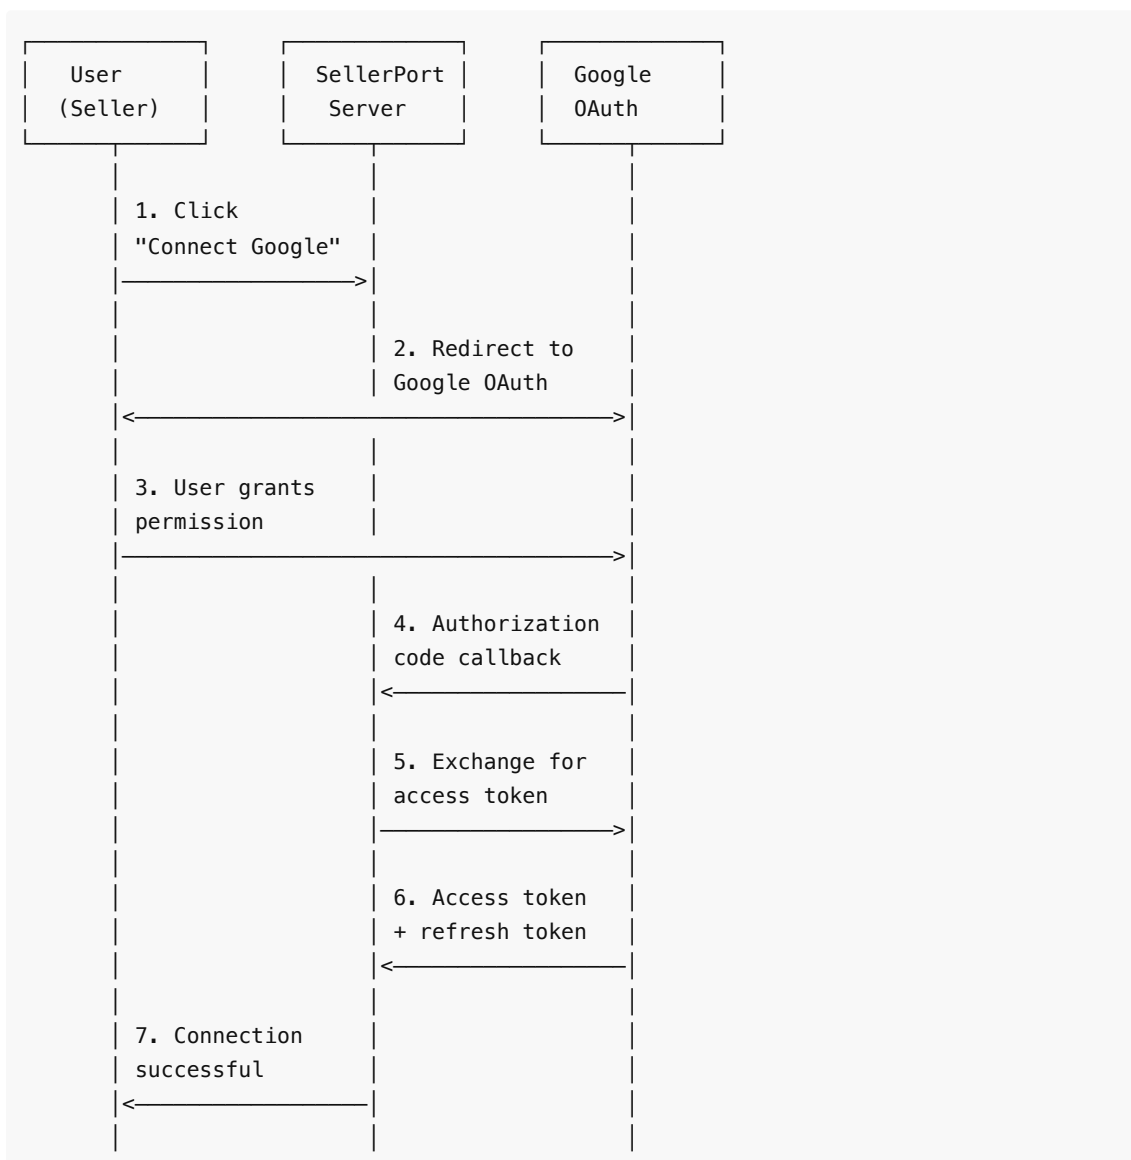 User
(Seller)
SellerPort
Server
Google
OAuth
1. Click
"Connect Google"
2. Redirect to
Google OAuth
3. User grants
permission
4. Authorization
code callback
5. Exchange for
access token
6. Access token
+ refresh token
7. Connection
successful